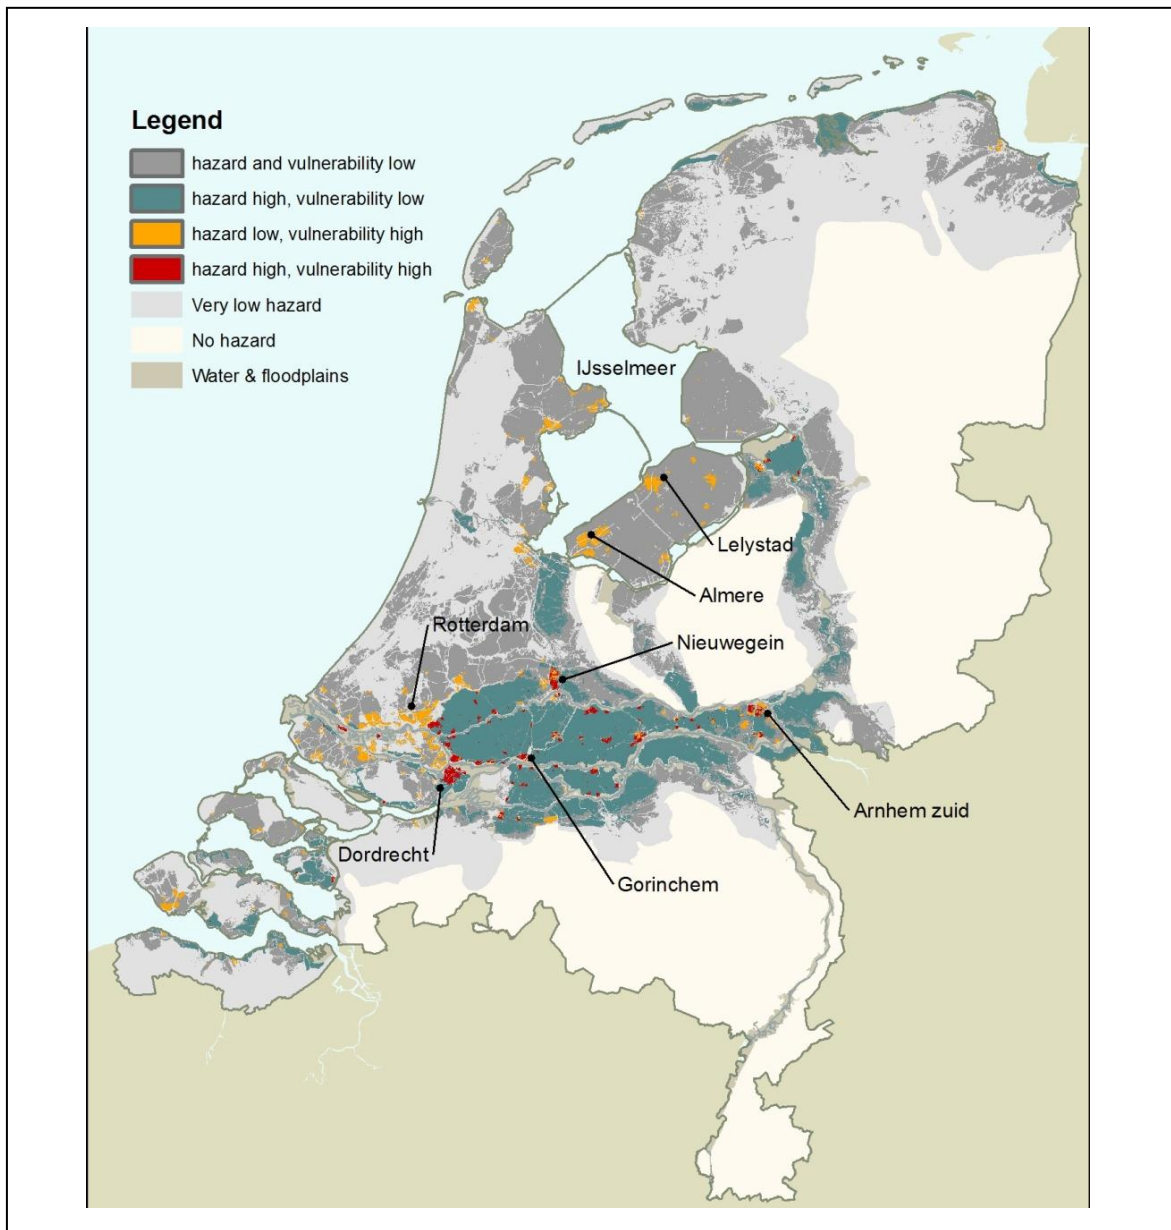 Legend
hazard and vulnerability low
hazard high, vulnerability low
hazard low, vulnerability high
hazard high, vulnerability high
Very low hazard
No hazard
Water & floodplains
IJsselmeer
Lelystad
Almere
Rotterdam
Nieuwegein
Arnhem zuid
Dordrecht
Gorinchem